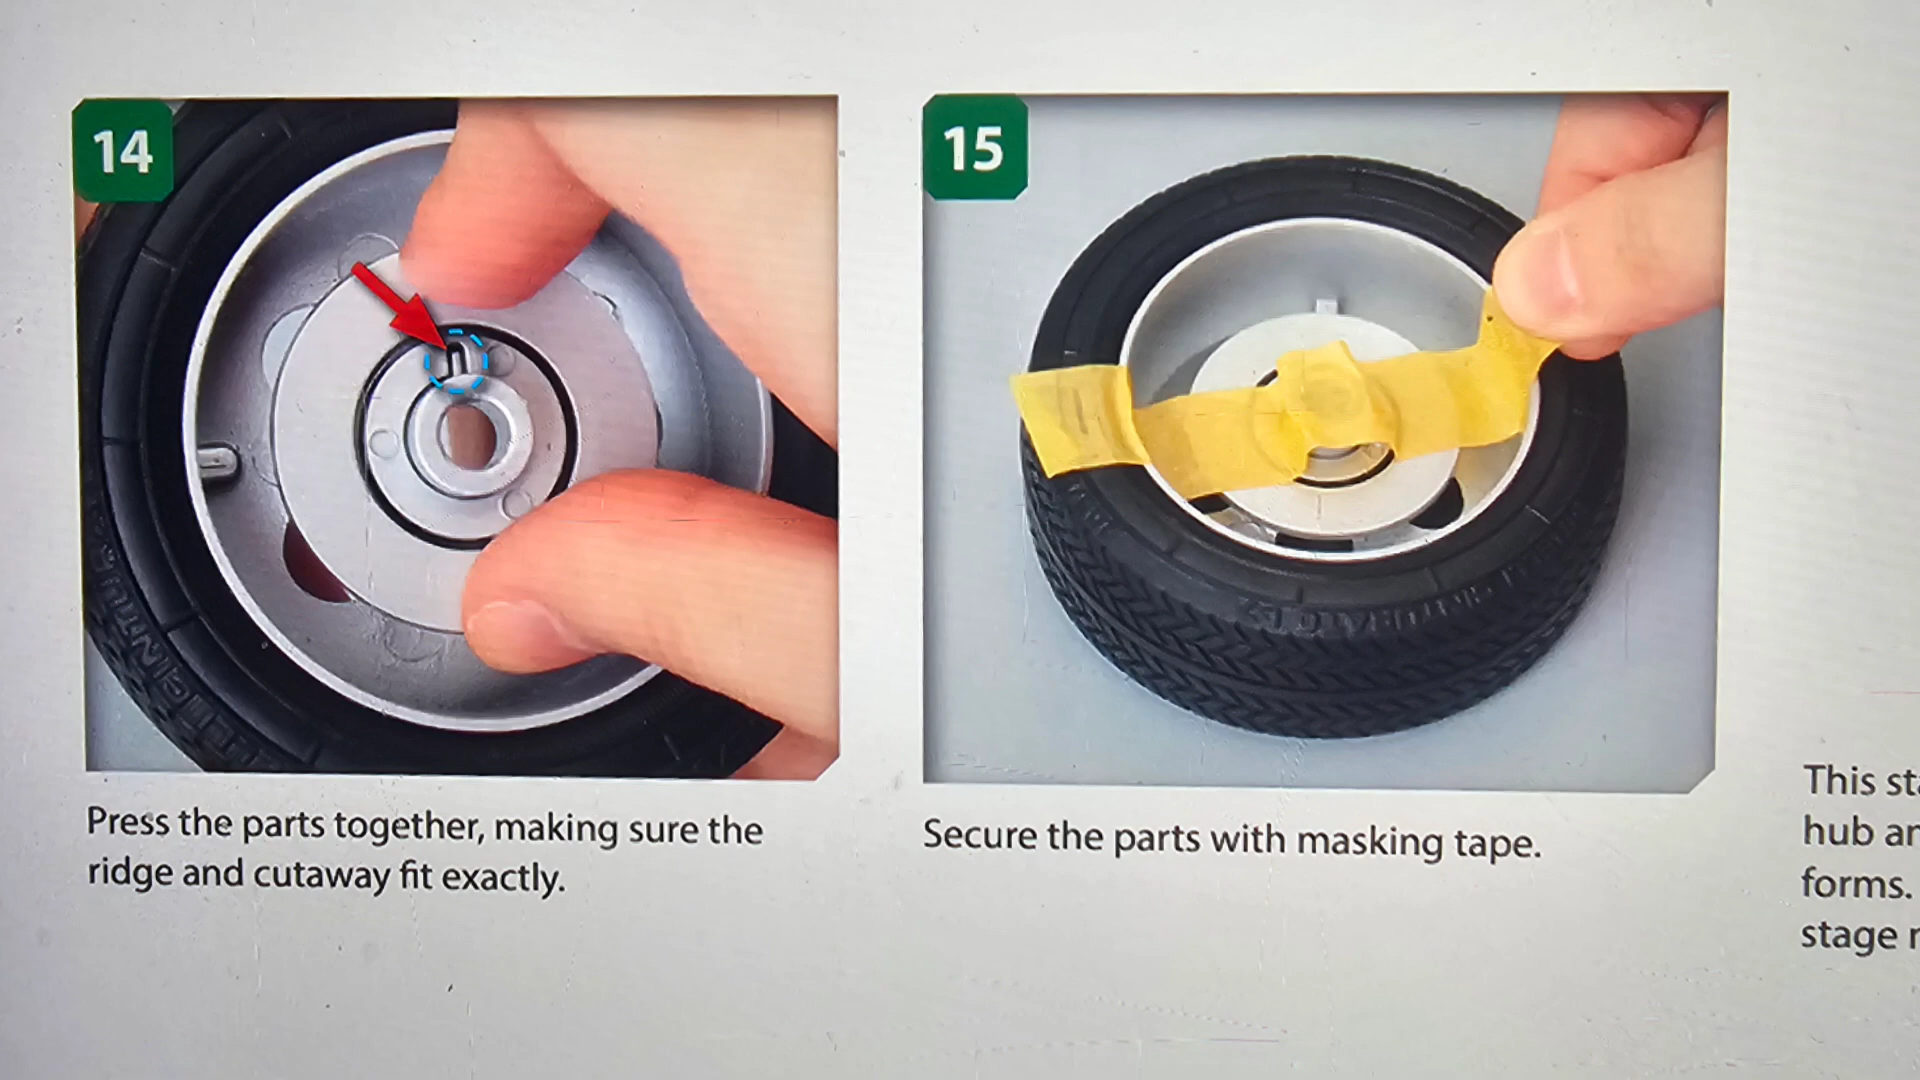 14
15
Press the parts together, making sure the
ridge and cutaway fit exactly.
Secure the parts with masking tape.
This
hub
forms.
stage